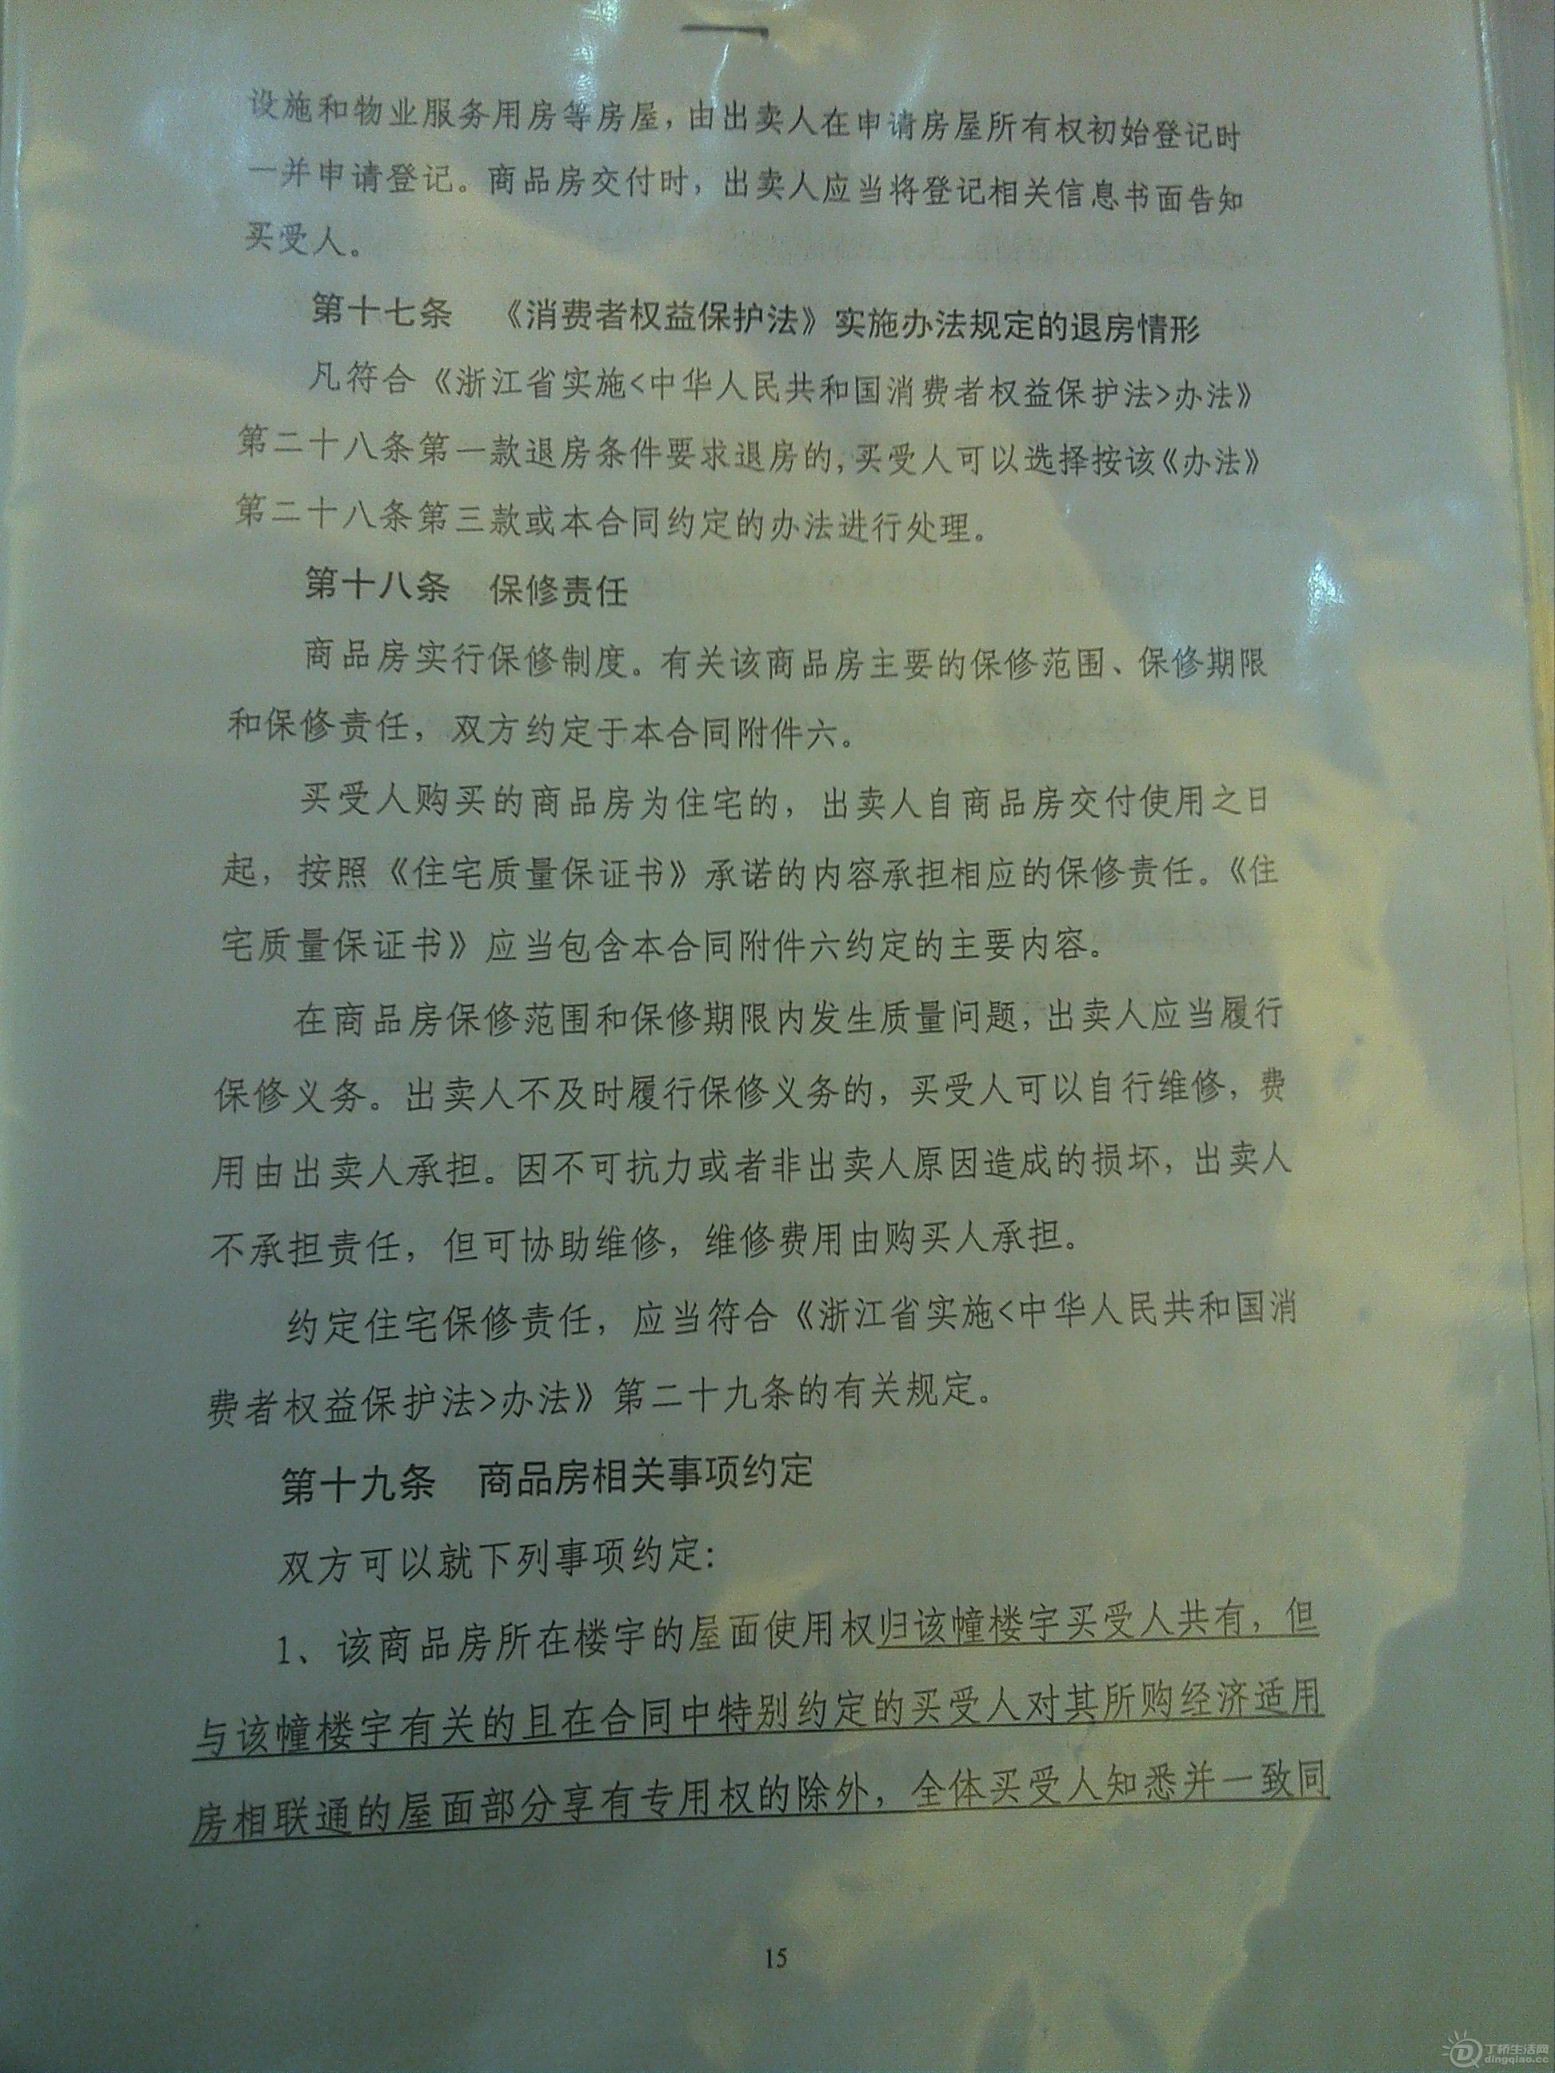 设施和物业服务用房等房屋，由出卖人在申请房屋所有权初始登记时
一并申请登记。商品房交付时，出卖人应当将登记相关信息书面告知
买受人。
第十七条 《消费者权益保护法》实施办法规定的退房情形
凡符合《浙江省实施<中华人民共和国消费者权益保护法>办法》
第二十八条第一款退房条件要求退房的，买受人可以选择按该《办法》
第二十八条第三款或本合同约定的办法进行处理。
第十八条 保修责任
商品房实行保修制度。有关该商品房主要的保修范围、保修期限
和保修责任，双方约定于本合同附件六。
买受人购买的商品房为住宅的，出卖人自商品房交付使用之日
起，按照《住宅质量保证书》承诺的内容承担相应的保修责任。《住
宅质量保证书》应当包含本合同附件六约定的主要内容。
在商品房保修范围和保修期限内发生质量问题，出卖人应当履行
保修义务。出卖人不及时履行保修义务的，买受人可以自行维修，费
用由出卖人承担。因不可抗力或者非出卖人原因造成的损坏，出卖人
不承担责任，但可协助维修，维修费用由购买人承担。
约定住宅保修责任，应当符合《浙江省实施<中华人民共和国消
费者权益保护法>办法》第二十九条的有关规定。
第十九条 商品房相关事项约定
双方可以就下列事项约定：
1、该商品房所在楼宇的屋面使用权归该幢楼宇买受人共有，但
与该幢楼宇有关的且在合同中特别约定的买受人对其所购经济适用
房相联通的屋面部分享有专用权的除外，全体买受人知悉并一致同
15
丁桥生活网
dingqiao.cc